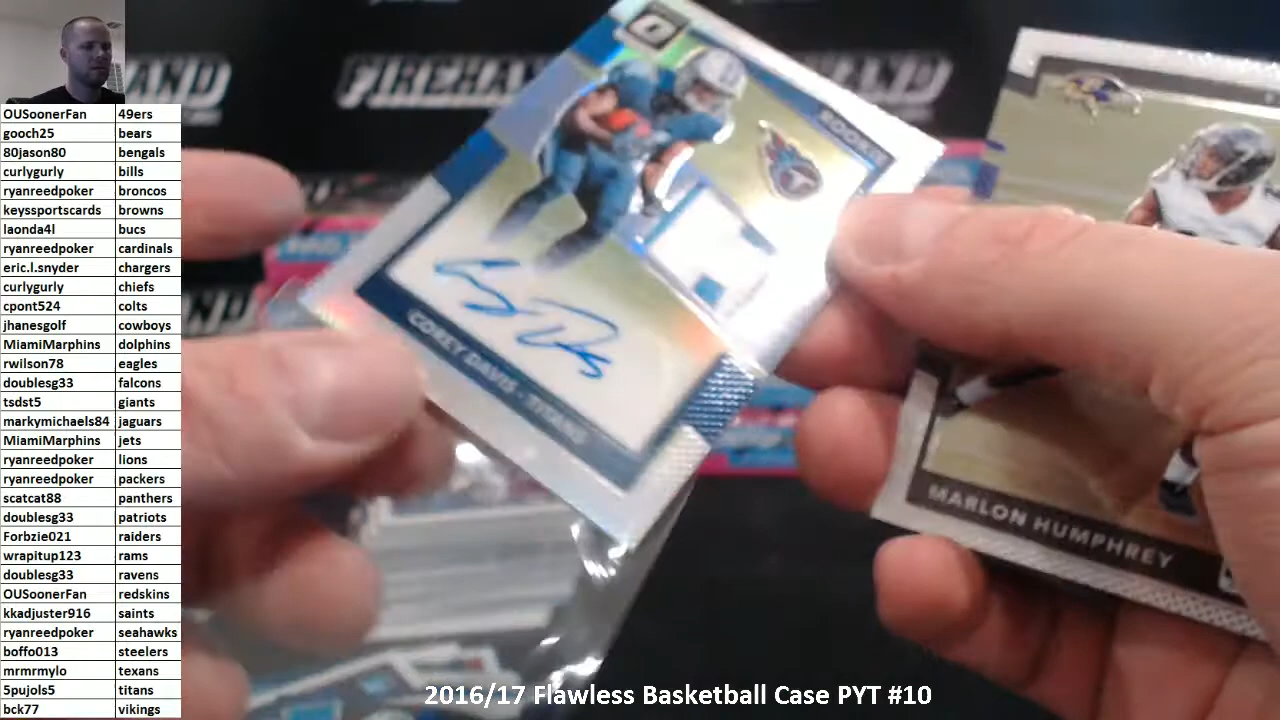 OUSoonerFan 49ers
gooch25 bears
80jason80 bengals
curlygurly bills
ryanreedpoker broncos
keyssportscards browns
laonda4l bucs
ryanreedpoker cardinals
eric.l.snyder chargers
curlygurly chiefs
cpont524 colts
jhanesgolf cowboys
MiamiMarphins dolphins
rwilson78 eagles
doublesg33 falcons
tsdst5 giants
markymichaels84 jaguars
MiamiMarphins jets
ryanreedpoker lions
ryanreedpoker packers
scatcat88 panthers
doublesg33 patriots
Forbzie021 raiders
wrapitup123 rams
doublesg33 ravens
OUSoonerFan redskins
kkadjuster916 saints
ryanreedpoker seahawks
boffo013 steelers
mrmrmylo texans
5pujols5 titans
bck77 vikings
FIREHAND
ROOKIE
COREY DAVIS - TITANS
MARLON HUMPHREY
2016/17 Flawless Basketball Case PYT #10